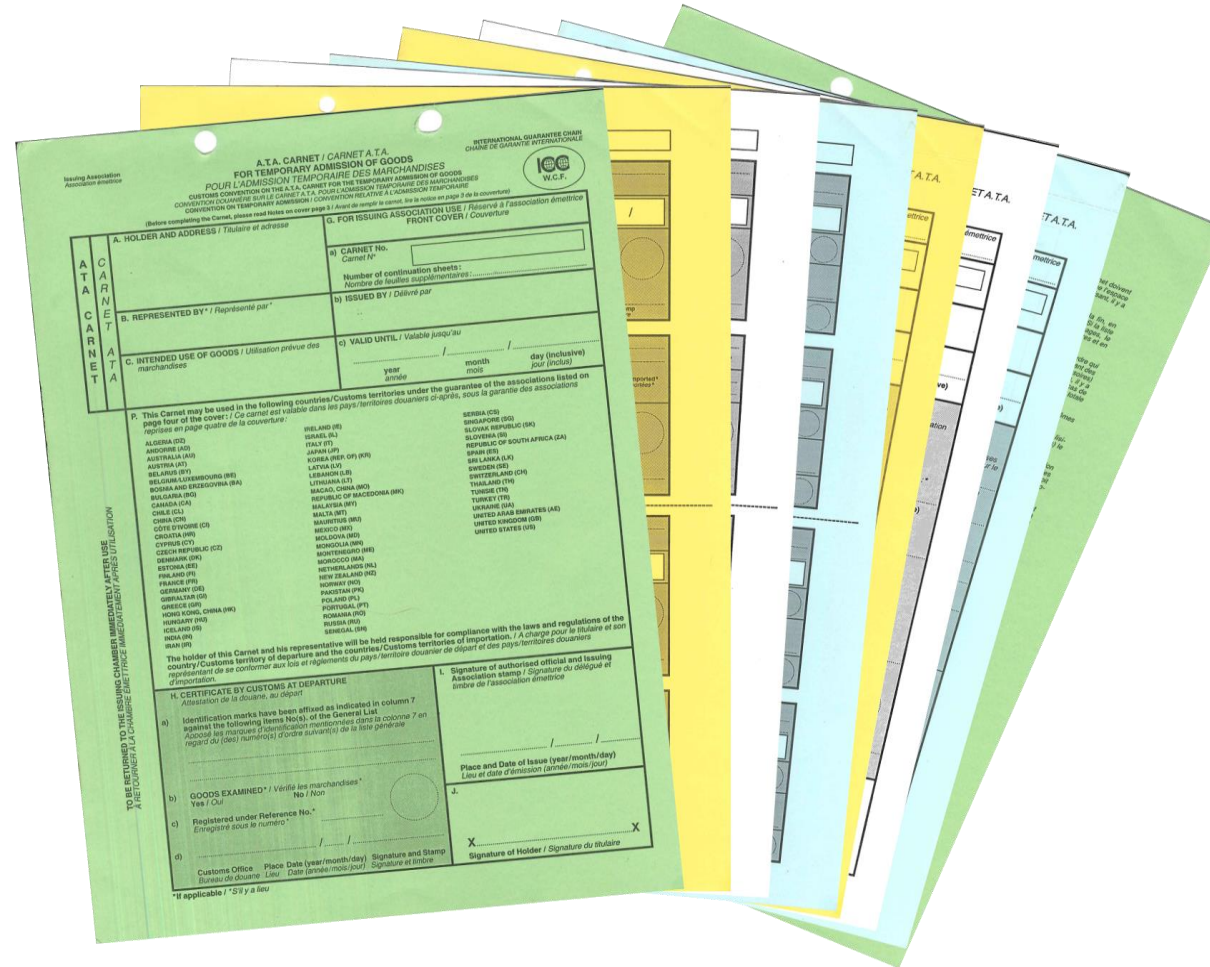 Issuing Association
Association émettrice
INTERNATIONAL GUARANTEE CHAIN
CHAÎNE DE GARANTIE INTERNATIONALE
A.T.A. CARNET / CARNET A.T.A.
FOR TEMPORARY ADMISSION OF GOODS
POUR L'ADMISSION TEMPORAIRE DES MARCHANDISES
CUSTOMS CONVENTION ON THE A.T.A. CARNET FOR THE TEMPORARY ADMISSION OF GOODS
CONVENTION DOUANIÈRE SUR LE CARNET A.T.A. POUR L'ADMISSION TEMPORAIRE DES MARCHANDISES
CONVENTION ON TEMPORARY ADMISSION / CONVENTION RELATIVE A L'ADMISSION TEMPORAIRE
(Before completing the Carnet, please read Notes on cover page 3 / Avant de remplir le carnet, lire la notice en page 3 de la couverture)
ICC
W.C.F.
ATA CARNET
CARNET ATA
A. HOLDER AND ADDRESS / Titulaire et adresse
G. FOR ISSUING ASSOCIATION USE / Réservé à l'association émettrice
FRONT COVER / Couverture
a) CARNET No.
Carnet N°
Number of continuation sheets:
Nombre de feuilles supplémentaires:
B. REPRESENTED BY* / Représenté par*
b) ISSUED BY / Délivré par
C. INTENDED USE OF GOODS / Utilisation prévue des
marchandises
c) VALID UNTIL / Valable jusqu'au
/ /
year month day (inclusive)
année mois jour (inclus)
P. This Carnet may be used in the following countries/Customs territories under the guarantee of the associations listed on
page four of the cover: / Ce carnet est valable dans les pays/territoires douaniers ci-après, sous la garantie des associations
reprises en page quatre de la couverture:
ALGERIA (DZ)
ANDORRE (AD)
AUSTRALIA (AU)
AUSTRIA (AT)
BELARUS (BY)
BELGIUM/LUXEMBOURG (BE)
BOSNIA AND ERZEGOVINA (BA)
BULGARIA (BG)
CANADA (CA)
CHILE (CL)
CHINA (CN)
CÔTE D'IVOIRE (CI)
CROATIA (HR)
CYPRUS (CY)
CZECH REPUBLIC (CZ)
DENMARK (DK)
ESTONIA (EE)
FINLAND (FI)
FRANCE (FR)
GERMANY (DE)
GIBRALTAR (GI)
GREECE (GR)
HONG KONG, CHINA (HK)
HUNGARY (HU)
ICELAND (IS)
INDIA (IN)
IRAN (IR)
IRELAND (IE)
ISRAEL (IL)
ITALY (IT)
JAPAN (JP)
KOREA (REP. OF) (KR)
LATVIA (LV)
LEBANON (LB)
LITHUANIA (LT)
MACAO, CHINA (MO)
REPUBLIC OF MACEDONIA (MK)
MALAYSIA (MY)
MALTA (MT)
MAURITIUS (MU)
MEXICO (MX)
MOLDOVA (MD)
MONGOLIA (MN)
MONTENEGRO (ME)
MOROCCO (MA)
NETHERLANDS (NL)
NEW ZEALAND (NZ)
NORWAY (NO)
PAKISTAN (PK)
POLAND (PL)
PORTUGAL (PT)
ROMANIA (RO)
RUSSIA (RU)
SENEGAL (SN)
SERBIA (CS)
SINGAPORE (SG)
SLOVAK REPUBLIC (SK)
SLOVENIA (SI)
REPUBLIC OF SOUTH AFRICA (ZA)
SPAIN (ES)
SRI LANKA (LK)
SWEDEN (SE)
SWITZERLAND (CH)
THAILAND (TH)
TUNISIE (TN)
TURKEY (TR)
UKRAINE (UA)
UNITED ARAB EMIRATES (AE)
UNITED KINGDOM (GB)
UNITED STATES (US)
The holder of this Carnet and his representative will be held responsible for compliance with the laws and regulations of the
country/Customs territory of departure and the countries/Customs territories of importation. / A charge pour le titulaire et son
représentant de se conformer aux lois et règlements du pays/territoire douanier de départ et des pays/territoires douaniers
d'importation.
TO BE RETURNED TO THE ISSUING CHAMBER IMMEDIATELY AFTER USE
A RETOURNER À LA CHAMBRE ÉMETTRICE IMMÉDIATEMENT APRÈS UTILISATION
H. CERTIFICATE BY CUSTOMS AT DEPARTURE
Attestation de la douane, au départ
a) Identification marks have been affixed as indicated in column 7
against the following items No(s). of the General List
Apposé les marques d'identification mentionnées dans la colonne 7 en
regard du (des) numéro(s) d'ordre suivant(s) de la liste générale
b) GOODS EXAMINED* / Vérifié les marchandises*
Yes / Oui No / Non
c) Registered under Reference No.*
Enregistré sous le numéro*
d) / /
Customs Office Place Date (year/month/day) Signature and Stamp
Bureau de douane Lieu Date (année/mois/jour) Signature et timbre
I. Signature of authorised official and Issuing
Association stamp / Signature du délégué et
timbre de l'association émettrice
/ /
Place and Date of Issue (year/month/day)
Lieu et date d'émission (année/mois/jour)
J.
X X
Signature of Holder / Signature du titulaire
*If applicable / *S'il y a lieu
/
A.T.A.
émettrice
ET A.T.A.
émettrice
ET A.T.A.
émettrice